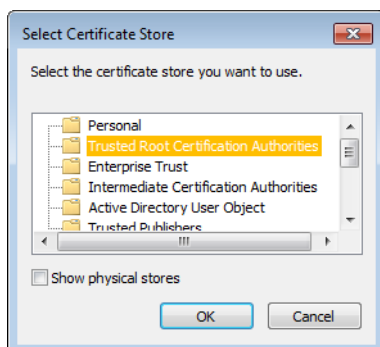 Select Certificate Store
Select the certificate store you want to use.
Personal
Trusted Root Certification Authorities
Enterprise Trust
Intermediate Certification Authorities
Active Directory User Object
Trusted Publishers
Show physical stores
OK Cancel